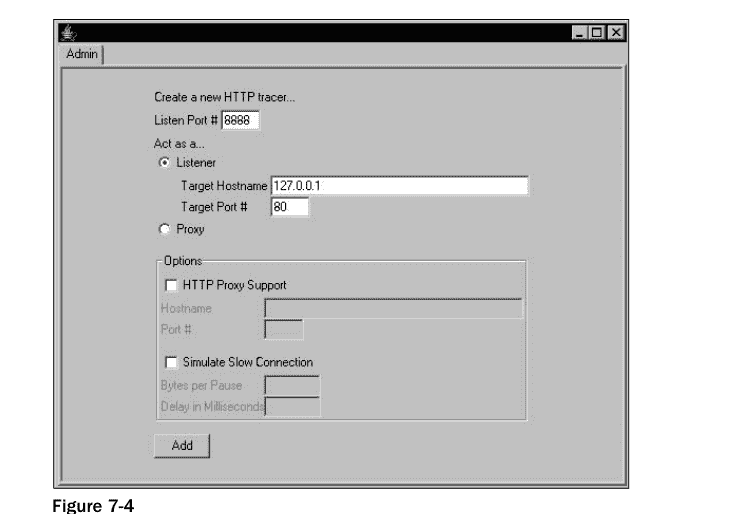 Admin
Create a new HTTP tracer...
Listen Port # 8888
Act as a...
Listener
Target Hostname 127.0.0.1
Target Port # 80
Proxy
Options
HTTP Proxy Support
Hostname
Port #
Simulate Slow Connection
Bytes per Pause
Delay in Milliseconds
Add
Figure 7-4